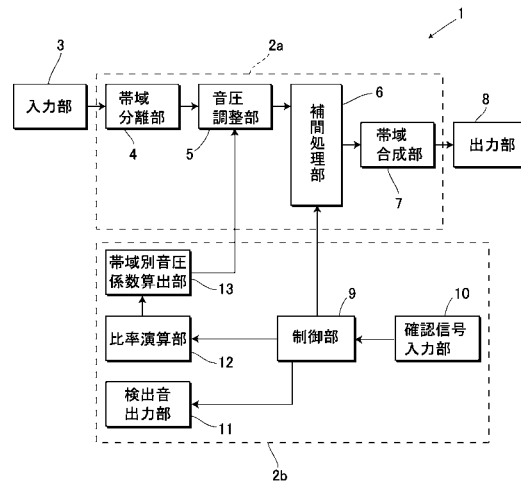 1
3
2a
入力部
帯域
分離部
4
音圧
調整部
5
補間処理部
6
帯域
合成部
7
8
出力部
帯域別音圧
係数算出部
13
9
10
比率演算部
12
制御部
確認信号
入力部
検出音
出力部
11
2b